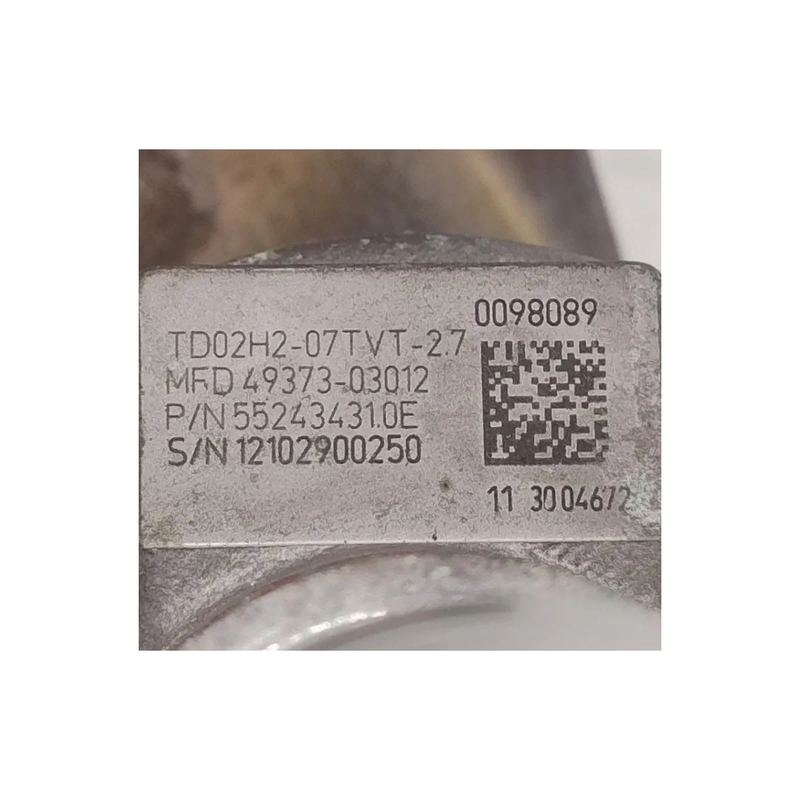 0098089
TD02H2-07TVT-2.7
MFD 49373-03012
P/N 55243431.0E
S/N 12102900250
11 3004672